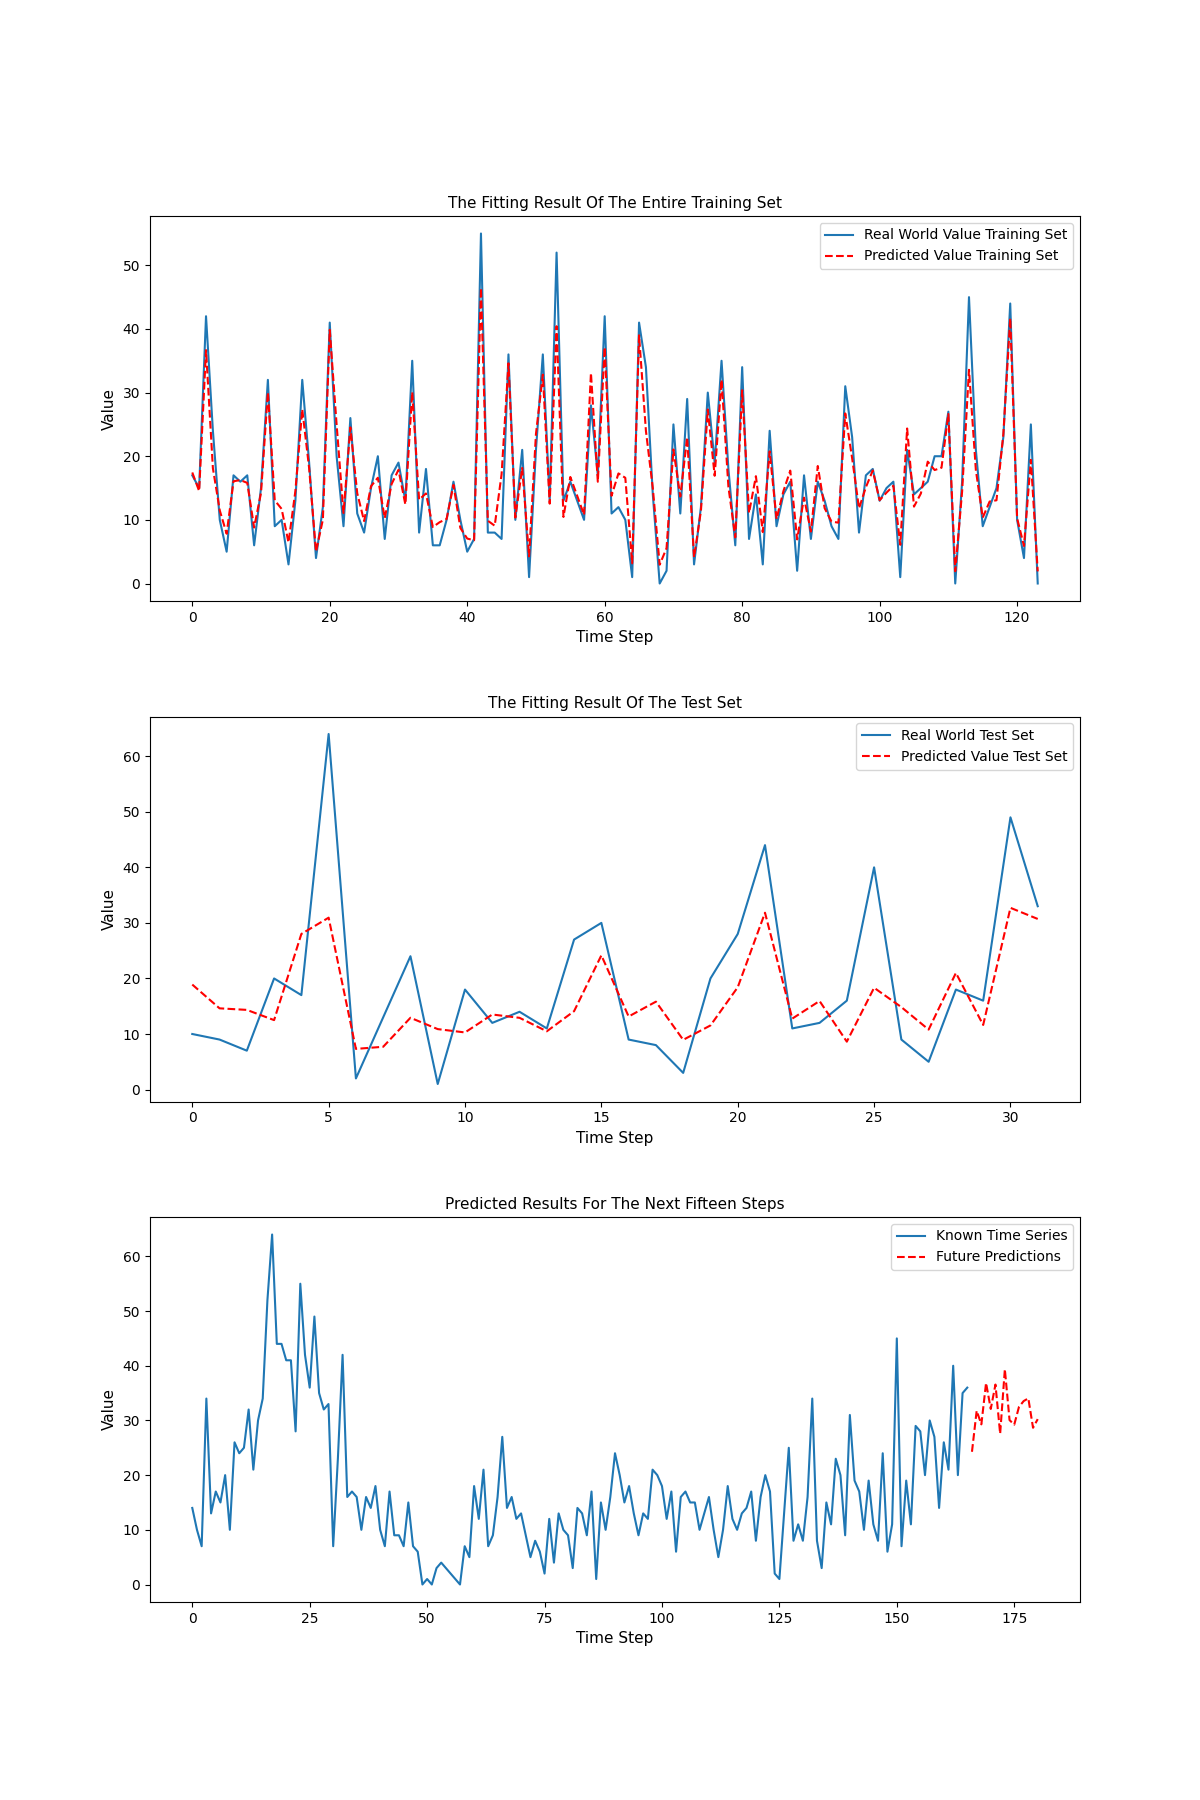 The Fitting Result Of The Entire Training Set
Real World Value Training Set
Predicted Value Training Set
Value
50
40
30
20
10
0
0 20 40 60 80 100 120
Time Step
The Fitting Result Of The Test Set
Real World Test Set
Predicted Value Test Set
Value
60
50
40
30
20
10
0
0 5 10 15 20 25 30
Time Step
Predicted Results For The Next Fifteen Steps
Known Time Series
Future Predictions
Value
60
50
40
30
20
10
0
0 25 50 75 100 125 150 175
Time Step